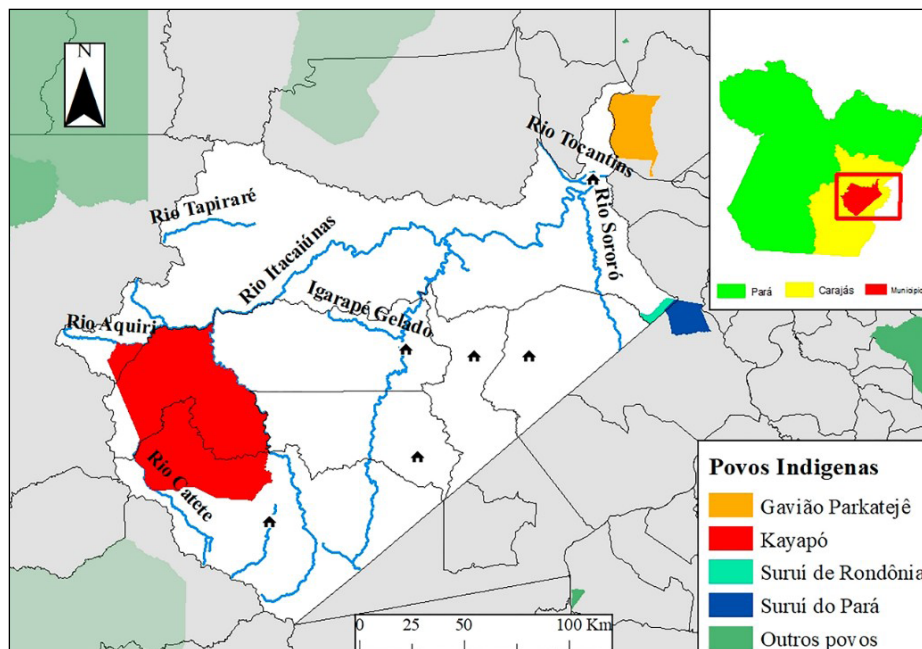 N
Rio Tocantins
Rio Tapiraré
Rio Sororó
Rio Itacaiúnas
Igarapé Gelado
Rio Aquiri
Rio Catete
Pará
Carajás
Município
Povos Indigenas
Gavião Parkatejê
Kayapó
Suruí de Rondônia
Suruí do Pará
Outros povos
0 25 50 100 Km